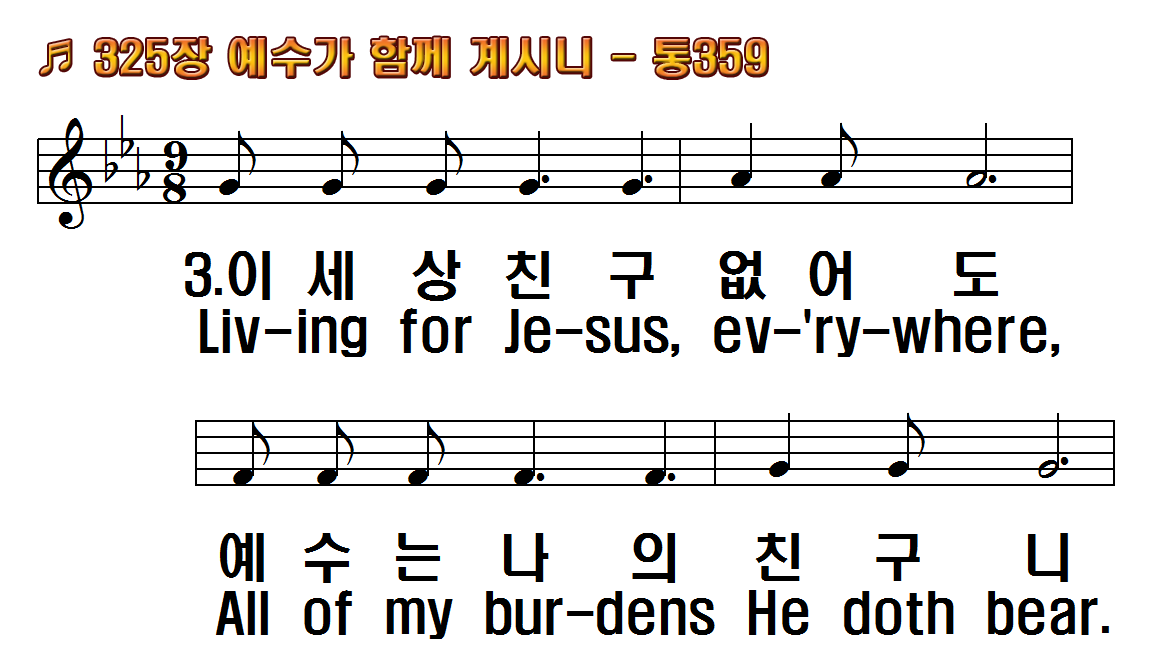 ♬ 325장 예수가 함께 계시니 - 통359
9
8
3.이 세 상 친 구 없 어 도
Liv-ing for Je-sus, ev-'ry-where,
예 수 는 나 의 친 구 니
All of my bur-dens He doth bear.